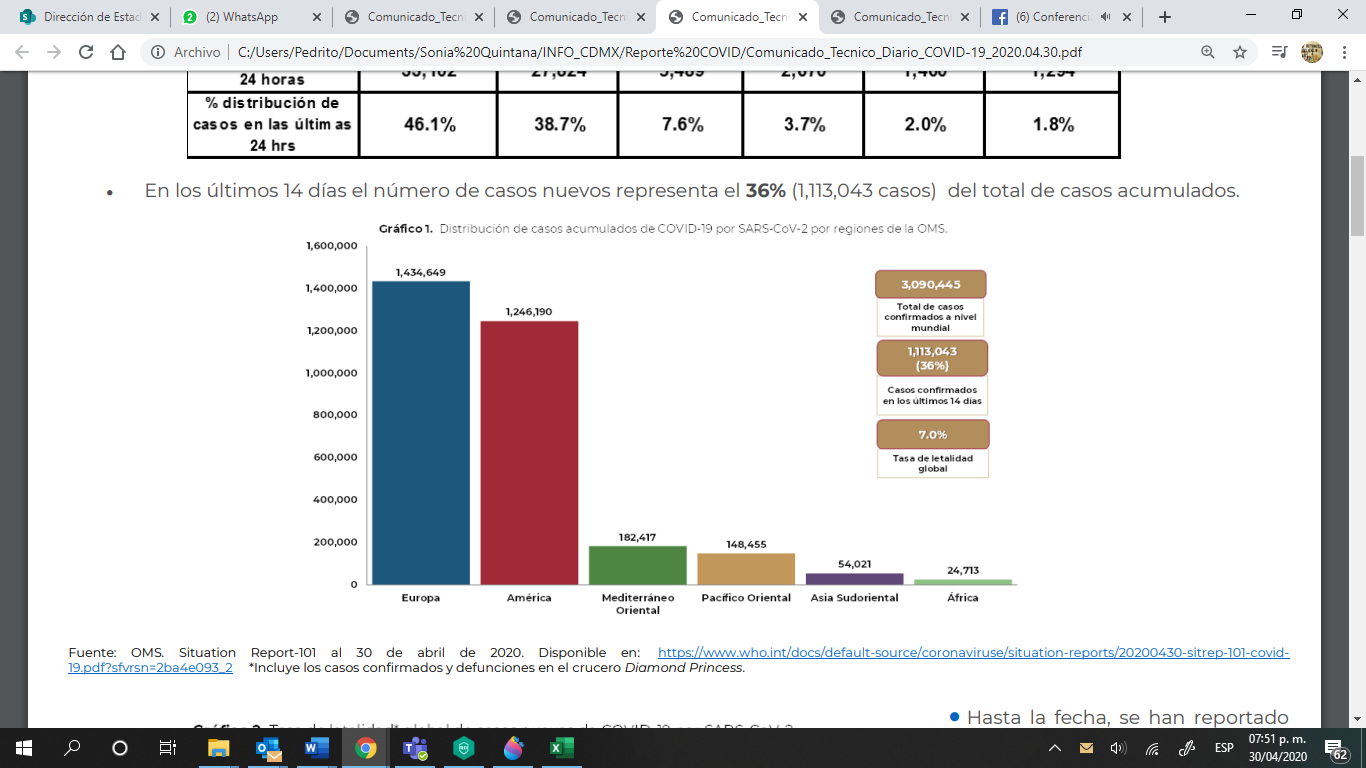 Dirección de Estad
(2) WhatsApp
Comunicado_Tecni
Comunicado_Tecni
Comunicado_Tecni
Comunicado_Tecni
(6) Conferenci
Archivo
C:/Users/Pedrito/Documents/Sonia%20Quintana/INFO_CDMX/Reporte%20COVID/Comunicado_Tecnico_Diario_COVID-19_2020.04.30.pdf
24 horas
% distribución de
casos en las últimas
24 hrs
46.1% 38.7% 7.6% 3.7% 2.0% 1.8%
• En los últimos 14 días el número de casos nuevos representa el 36% (1,113,043 casos) del total de casos acumulados.
Gráfico 1. Distribución de casos acumulados de COVID-19 por SARS-CoV-2 por regiones de la OMS.
1,600,000
1,400,000
1,200,000
1,000,000
800,000
600,000
400,000
200,000
0
1,434,649
1,246,190
182,417
148,455
54,021
24,713
Europa
América
Mediterráneo
Oriental
Pacífico Oriental
Asia Sudoriental
África
3,090,445
Total de casos
confirmados a nivel
mundial
1,113,043
(36%)
Casos confirmados
en los últimos 14 días
7.0%
Tasa de letalidad
global
Fuente: OMS. Situation Report-101 al 30 de abril de 2020. Disponible en: https://www.who.int/docs/default-source/coronaviruse/situation-reports/20200430-sitrep-101-covid-
19.pdf?sfvrsn=2ba4e093_2 *Incluye los casos confirmados y defunciones en el crucero Diamond Princess.
• Hasta la fecha, se han reportado
ESP
07:51 p. m.
30/04/2020
62